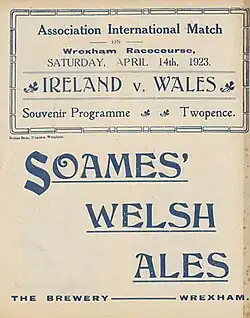 Association International Match
ON
Wrexham Racecourse,
SATURDAY, APRIL 14th, 1923.
IRELAND v. WALES
Souvenir Programme Twopence.
SOAMES'
WELSH
ALES
THE BREWERY WREXHAM.